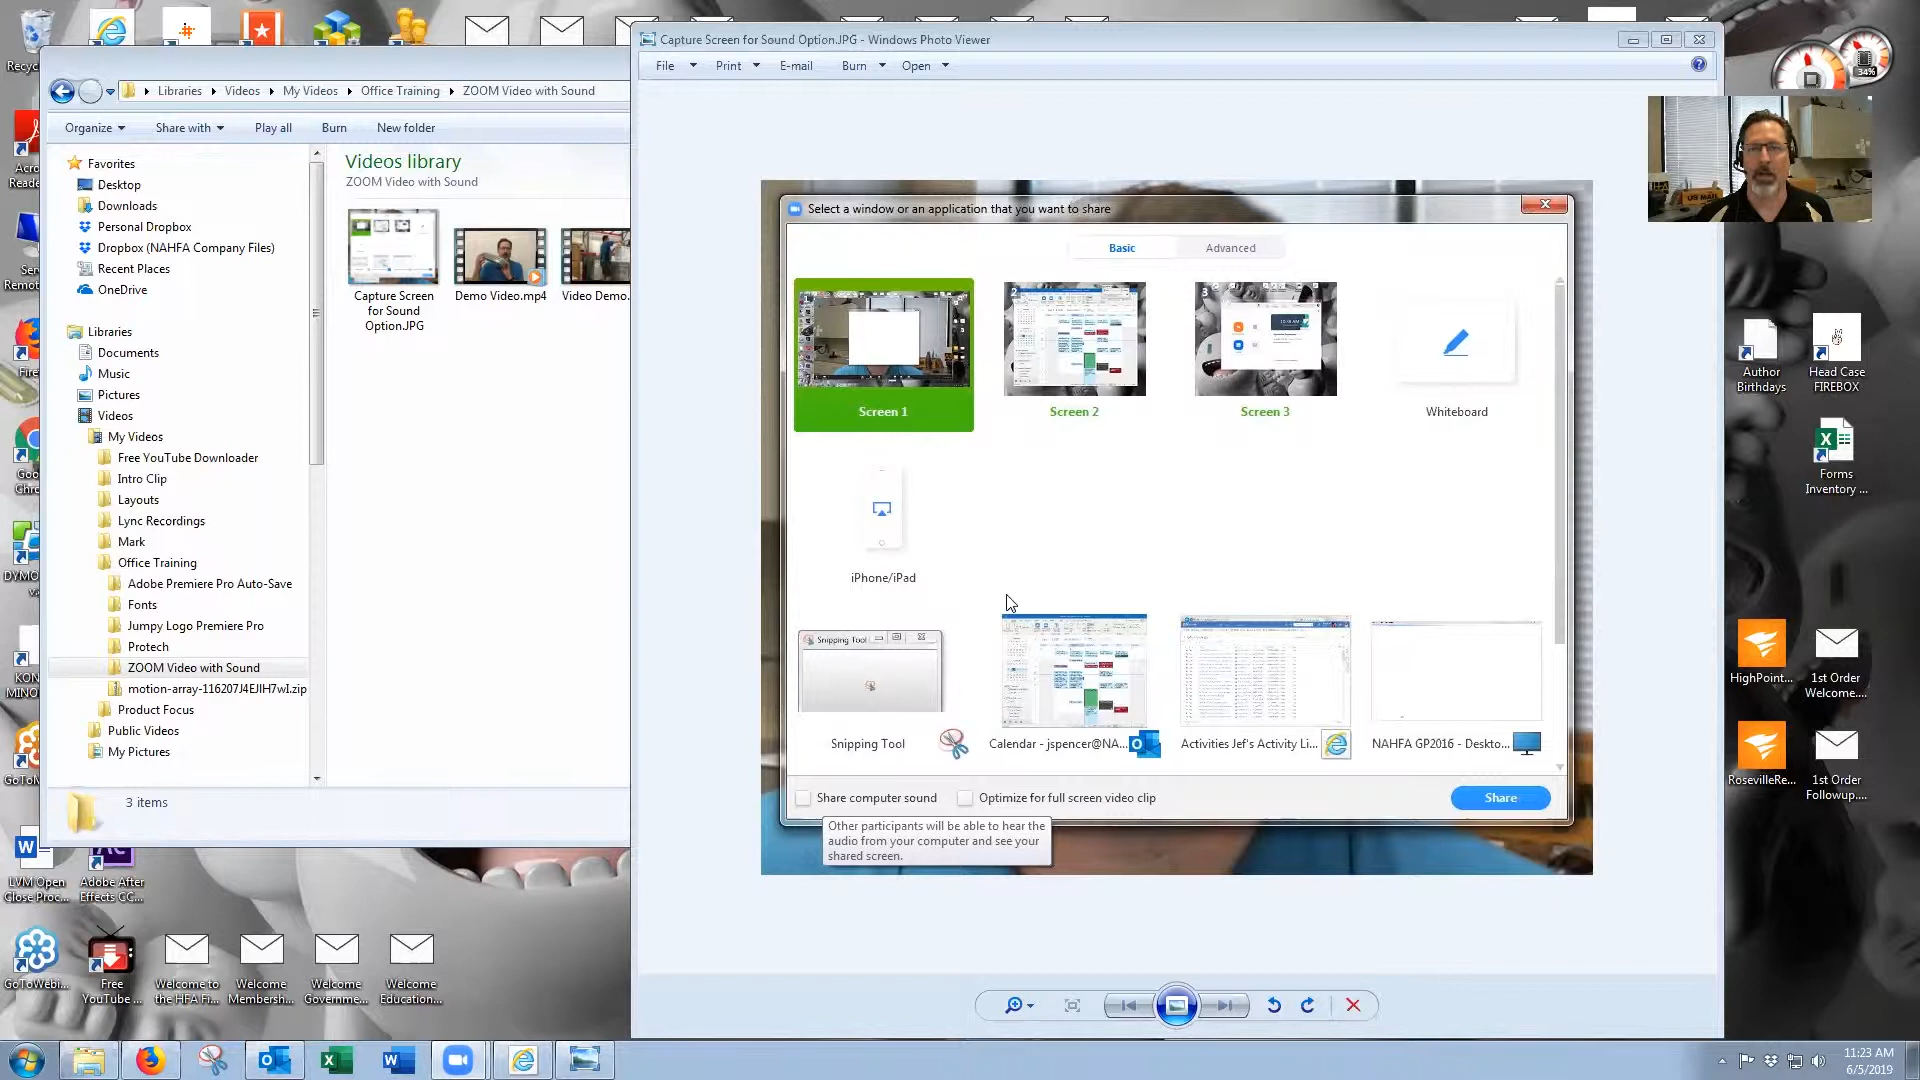 Capture Screen for Sound Option.JPG - Windows Photo Viewer
File
Print
E-mail
Burn
Open
34%
Libraries
Videos
My Videos
Office Training
ZOOM Video with Sound
Organize
Share with
Play all
Burn
New folder
Favorites
Desktop
Downloads
Personal Dropbox
Dropbox (NAHFA Company Files)
Recent Places
OneDrive
Libraries
Documents
Music
Pictures
Videos
My Videos
Free YouTube Downloader
Intro Clip
Layouts
Lync Recordings
Mark
Office Training
Adobe Premiere Pro Auto-Save
Fonts
Jumpy Logo Premiere Pro
Protech
ZOOM Video with Sound
motion-array-116207J4EJIH7wI.zip
Product Focus
Public Videos
My Pictures
3 items
Videos library
ZOOM Video with Sound
Capture Screen
for Sound
Option.JPG
Demo Video.mp4
Video Demo.
Select a window or an application that you want to share
Basic
Advanced
Screen 1
Screen 2
Screen 3
Whiteboard
iPhone/iPad
Snipping Tool
Snipping Tool
Calendar - jspencer@NA...
Activities Jef's Activity Li...
NAHFA GP2016 - Deskto...
Share computer sound
Optimize for full screen video clip
Share
Other participants will be able to hear the
audio from your computer and see your
shared screen.
Author
Birthdays
Head Case
FIREBOX
Forms
Inventory ...
HighPoint...
1st Order
Welcome....
RosevilleRe...
1st Order
Followup....
LVM Open
Close Proc...
Adobe After
Effects CC...
GoToWebi...
Free
YouTube ...
Welcome to
the HFA Fi...
Welcome
Membersh...
Welcome
Governme...
Welcome
Education...
11:23 AM
6/5/2019